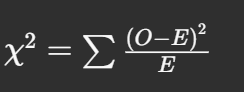 χ² = ∑ (O−E)² / E